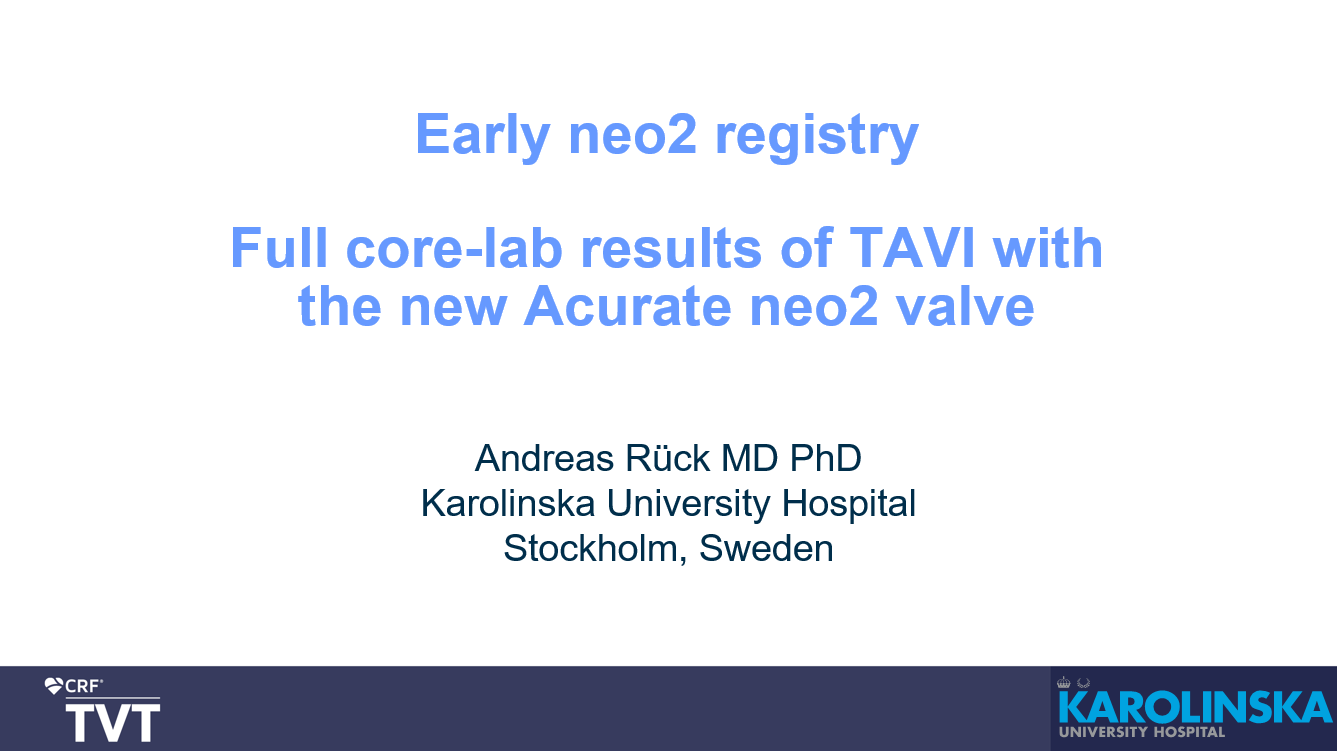 Early neo2 registry
Full core-lab results of TAVI with
the new Acurate neo2 valve
Andreas Rück MD PhD
Karolinska University Hospital
Stockholm, Sweden
CRF®
TVT
KAROLINSKA
UNIVERSITY HOSPITAL